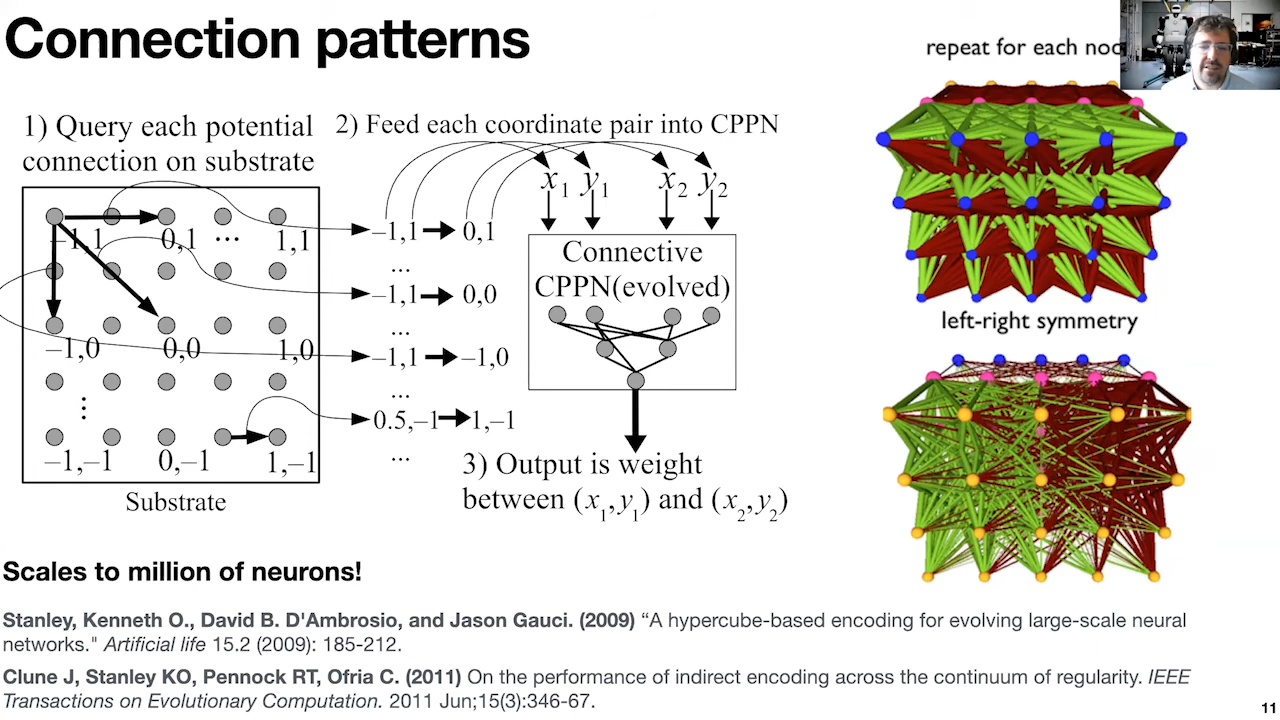 Connection patterns
1) Query each potential
connection on substrate
2) Feed each coordinate pair into CPPN
–1,1
0,1
...
1,1
–1,0
0,0
1,0
⋮
–1,–1
0,–1
1,–1
Substrate
–1,1 → 0,1
...
–1,1 → 0,0
...
–1,1 → –1,0
...
0.5,–1 → 1,–1
...
x1 y1 x2 y2
Connective
CPPN(evolved)
3) Output is weight
between (x1,y1) and (x2,y2)
repeat for each
left-right symmetry
Scales to million of neurons!
Stanley, Kenneth O., David B. D'Ambrosio, and Jason Gauci. (2009) “A hypercube-based encoding for evolving large-scale neural
networks." Artificial life 15.2 (2009): 185-212.
Clune J, Stanley KO, Pennock RT, Ofria C. (2011) On the performance of indirect encoding across the continuum of regularity. IEEE
Transactions on Evolutionary Computation. 2011 Jun;15(3):346-67.
11